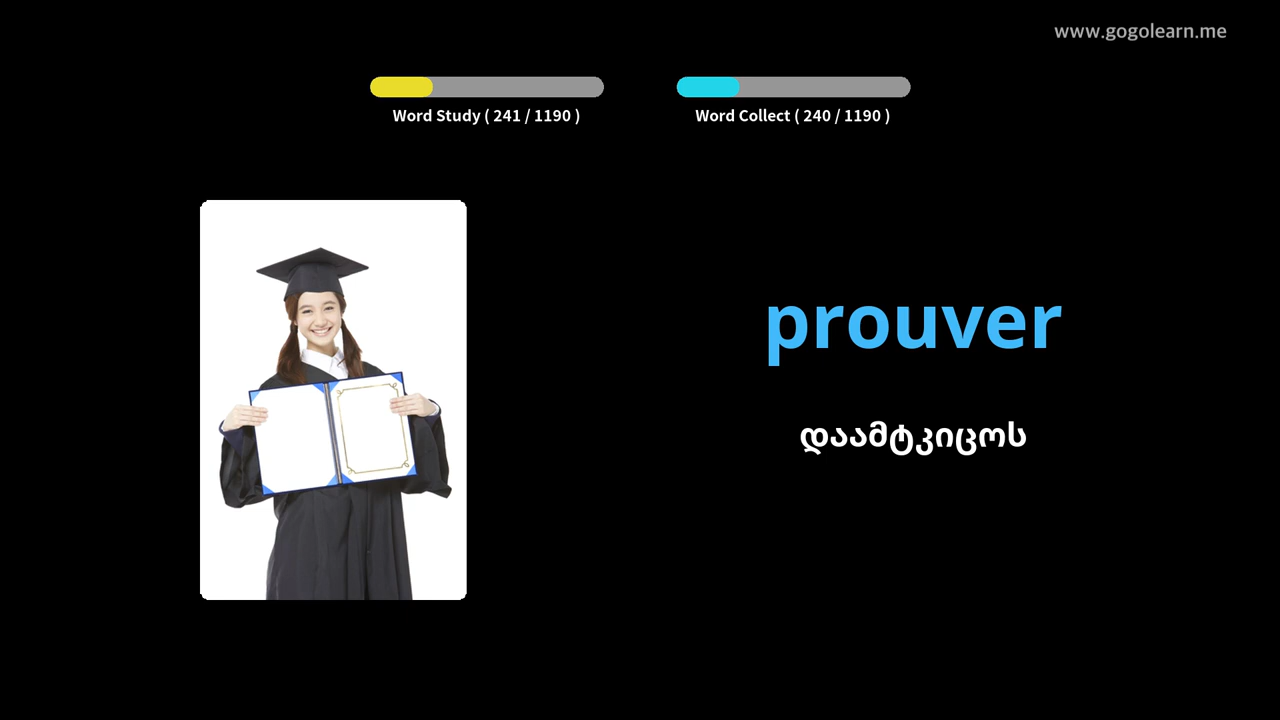 www.gogolearn.me
Word Study ( 241 / 1190 )
Word Collect ( 240 / 1190 )
prouver
დაამტკიცოს